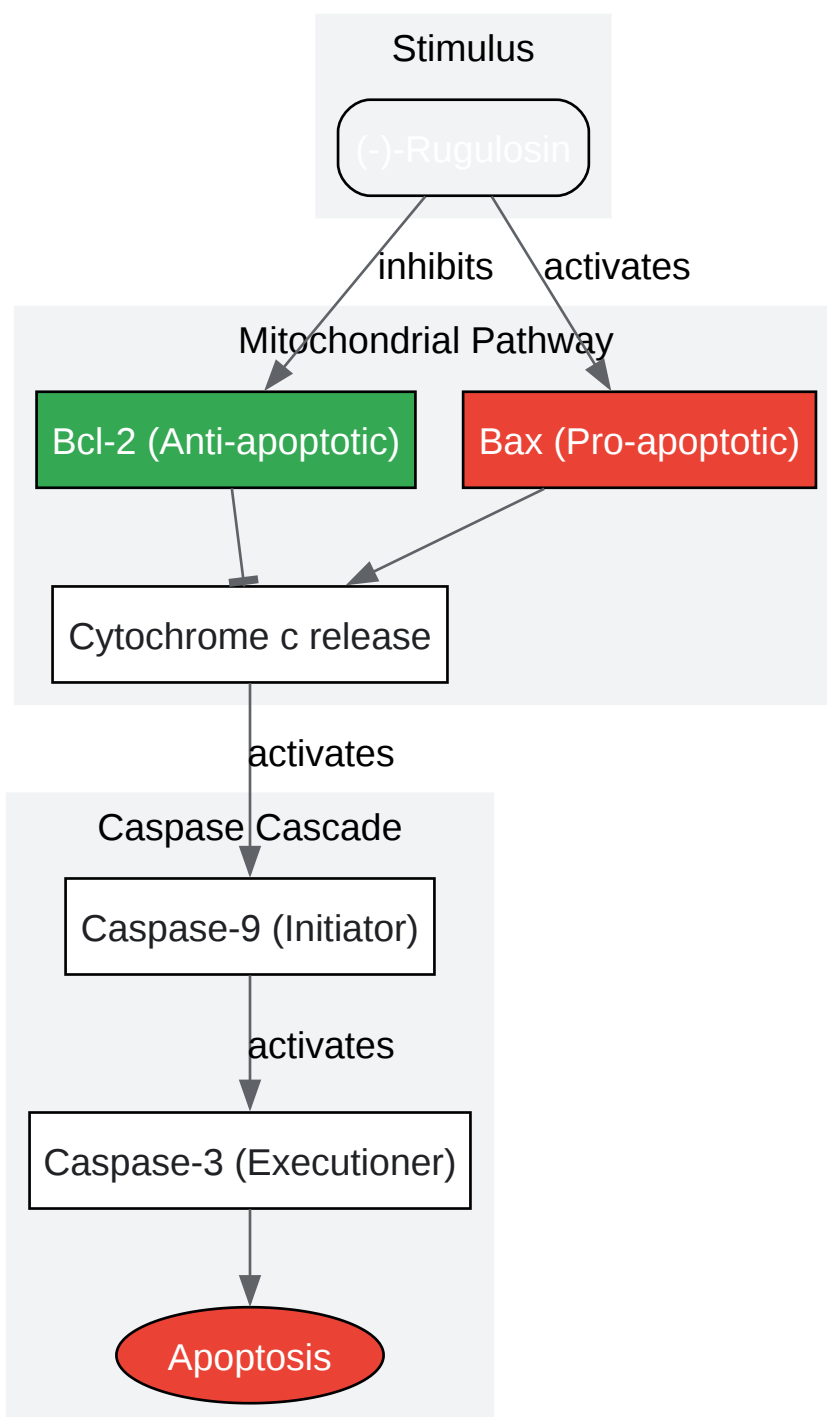 Stimulus
(-)-Rugulosin
inhibits
activates
Mitochondrial Pathway
Bcl-2 (Anti-apoptotic)
Bax (Pro-apoptotic)
Cytochrome c release
activates
Caspase Cascade
Caspase-9 (Initiator)
activates
Caspase-3 (Executioner)
Apoptosis